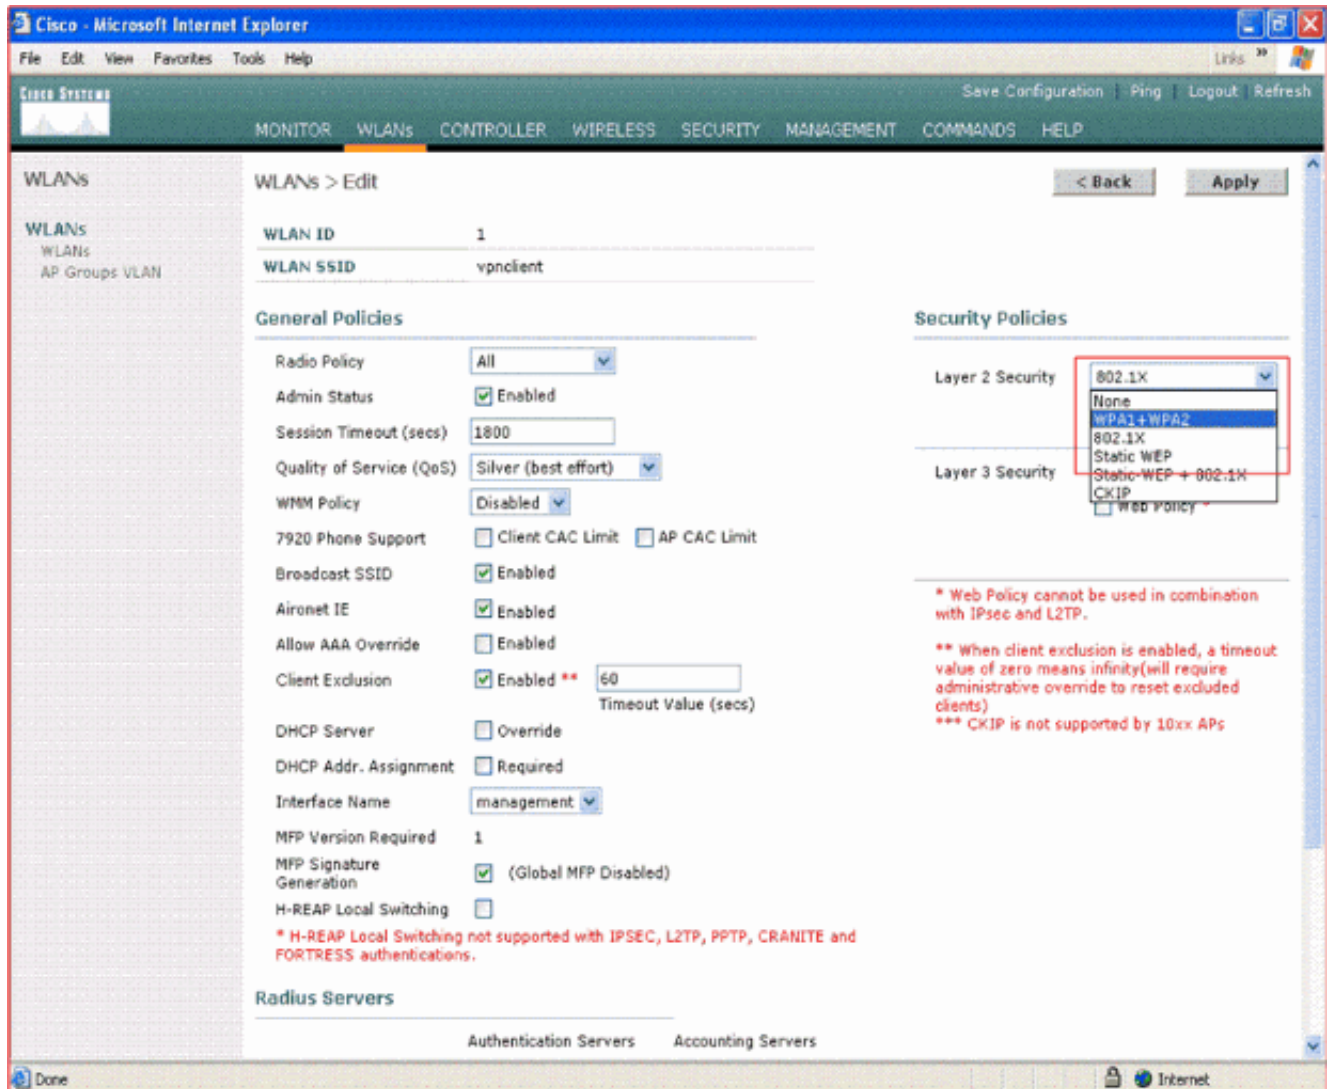 Cisco - Microsoft Internet Explorer
File Edit View Favorites Tools Help Links »
CISCO SYSTEMS
Save Configuration | Ping | Logout | Refresh
MONITOR WLANs CONTROLLER WIRELESS SECURITY MANAGEMENT COMMANDS HELP
WLANs
WLANs
WLANs
AP Groups VLAN
WLANs > Edit
< Back Apply
WLAN ID 1
WLAN SSID vpnclient
General Policies
Radio Policy All
Admin Status Enabled
Session Timeout (secs) 1800
Quality of Service (QoS) Silver (best effort)
WMM Policy Disabled
7920 Phone Support Client CAC Limit AP CAC Limit
Broadcast SSID Enabled
Aironet IE Enabled
Allow AAA Override Enabled
Client Exclusion Enabled ** 60
Timeout Value (secs)
DHCP Server Override
DHCP Addr. Assignment Required
Interface Name management
MFP Version Required 1
MFP Signature
Generation (Global MFP Disabled)
H-REAP Local Switching
* H-REAP Local Switching not supported with IPSEC, L2TP, PPTP, CRANITE and
FORTRESS authentications.
Security Policies
Layer 2 Security 802.1X
None
WPA1+WPA2
802.1X
Static WEP
Layer 3 Security Static-WEP + 802.1X
CKIP
Web Policy *
* Web Policy cannot be used in combination
with IPsec and L2TP.
** When client exclusion is enabled, a timeout
value of zero means infinity(will require
administrative override to reset excluded
clients)
*** CKIP is not supported by 10xx APs
Radius Servers
Authentication Servers Accounting Servers
Done Internet